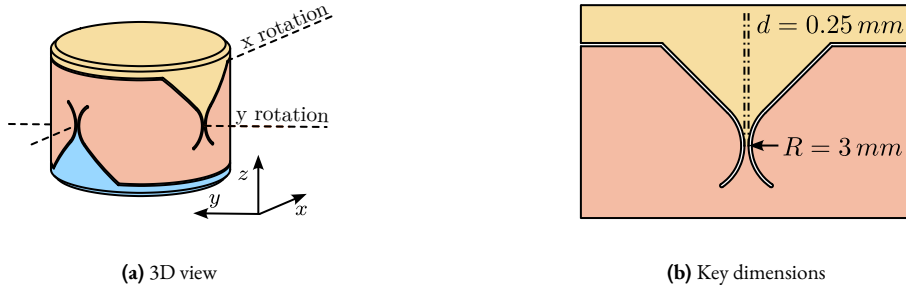 x rotation
y rotation
z
y
x
(a) 3D view
d = 0.25 mm
R = 3 mm
(b) Key dimensions